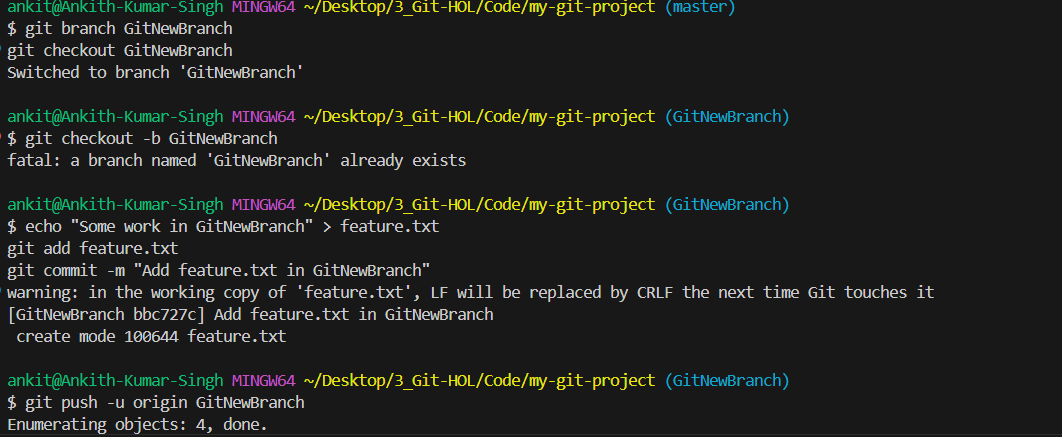 ankit@Ankith-Kumar-Singh MINGW64 ~/Desktop/3_Git-HOL/Code/my-git-project (master)
$ git branch GitNewBranch
git checkout GitNewBranch
Switched to branch 'GitNewBranch'
ankit@Ankith-Kumar-Singh MINGW64 ~/Desktop/3_Git-HOL/Code/my-git-project (GitNewBranch)
$ git checkout -b GitNewBranch
fatal: a branch named 'GitNewBranch' already exists
ankit@Ankith-Kumar-Singh MINGW64 ~/Desktop/3_Git-HOL/Code/my-git-project (GitNewBranch)
$ echo "Some work in GitNewBranch" > feature.txt
git add feature.txt
git commit -m "Add feature.txt in GitNewBranch"
warning: in the working copy of 'feature.txt', LF will be replaced by CRLF the next time Git touches it
[GitNewBranch bbc727c] Add feature.txt in GitNewBranch
 create mode 100644 feature.txt
ankit@Ankith-Kumar-Singh MINGW64 ~/Desktop/3_Git-HOL/Code/my-git-project (GitNewBranch)
$ git push -u origin GitNewBranch
Enumerating objects: 4, done.